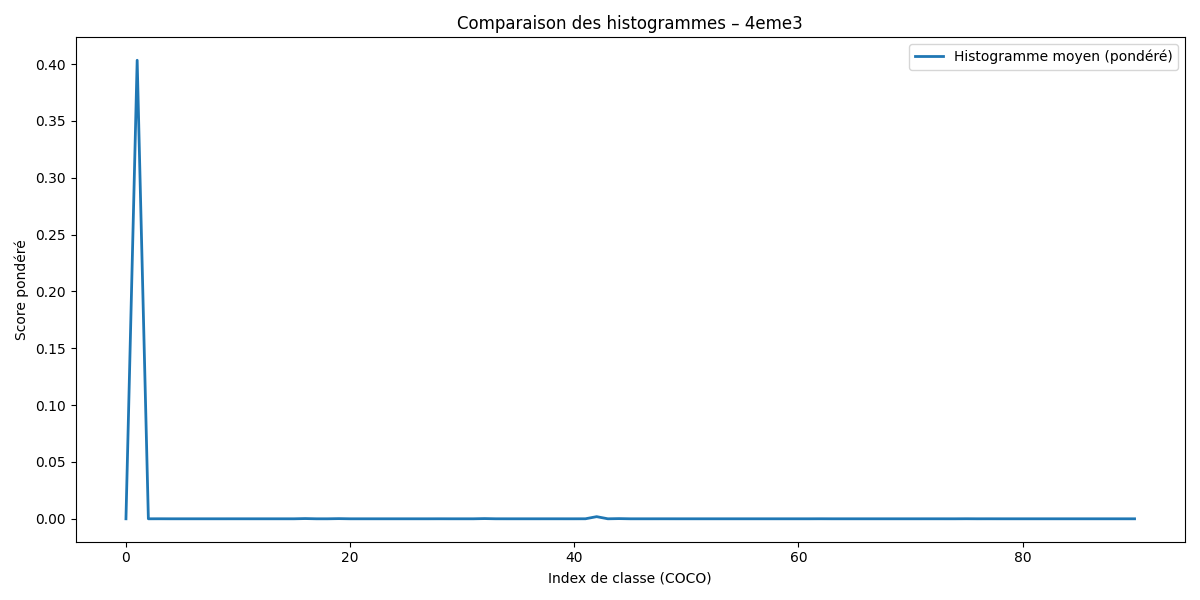 Comparaison des histogrammes – 4eme3
Histogramme moyen (pondéré)
0.40
0.35
0.30
0.25
0.20
0.15
0.10
0.05
0.00
Score pondéré
0 20 40 60 80
Index de classe (COCO)